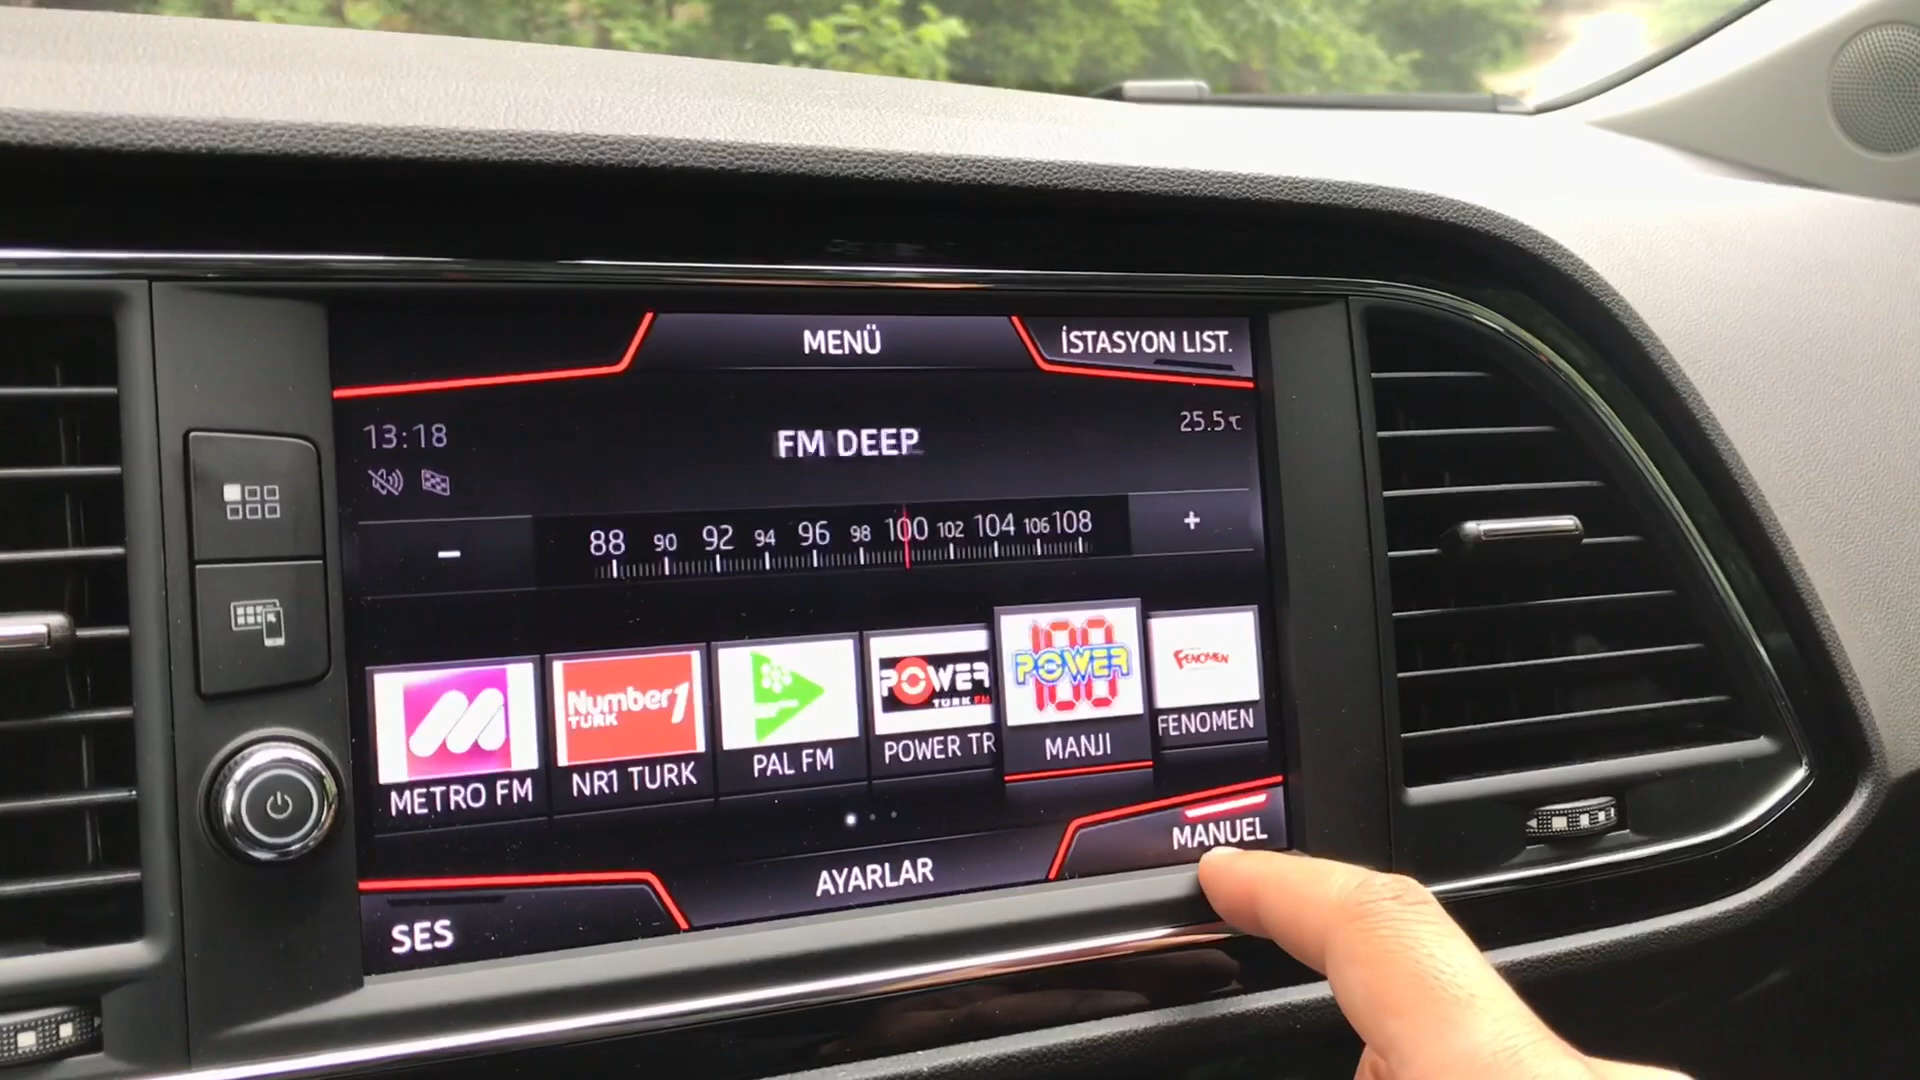 MENÜ
İSTASYON LIST.
13:18
FM DEEP
25.5℃
- 88 90 92 94 96 98 100 102 104 106 108 +
Number1
TURK
POWER
TURK FM
100
POWER
FENOMEN
METRO FM
NR1 TURK
PAL FM
POWER TR
MANJI
FENOMEN
MANUEL
AYARLAR
SES